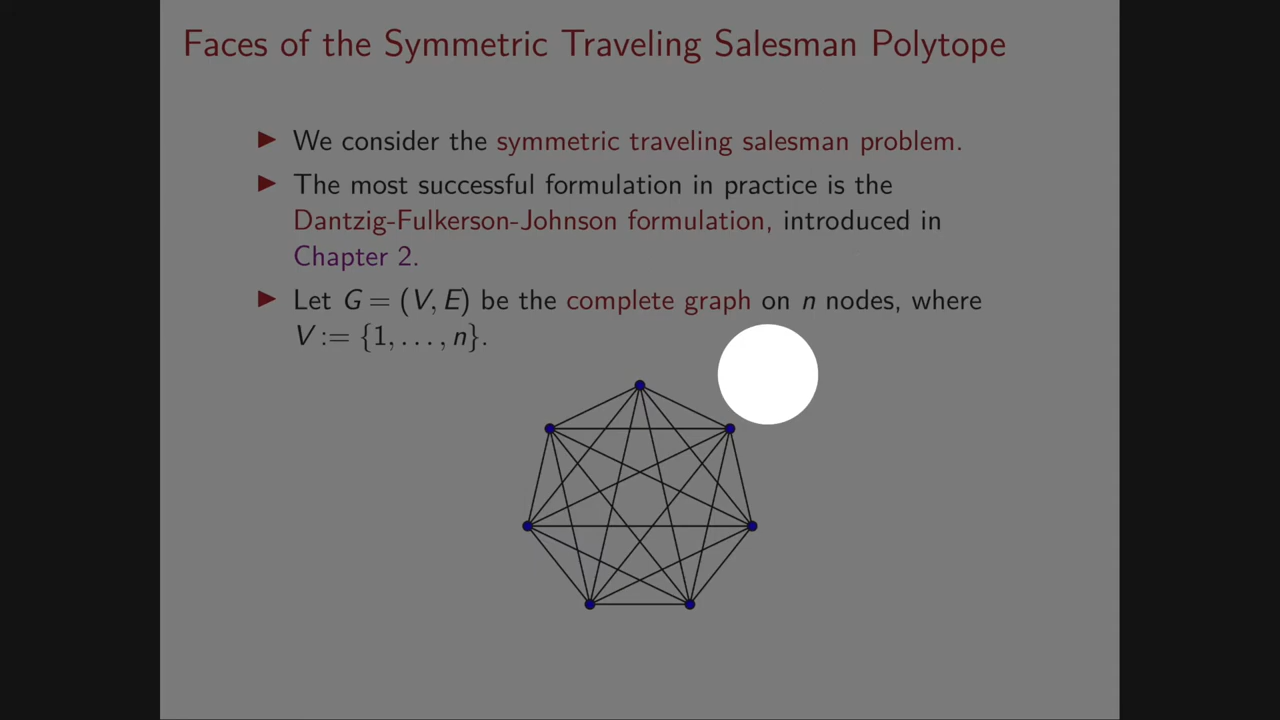 Faces of the Symmetric Traveling Salesman Polytope
▶ We consider the symmetric traveling salesman problem.
▶ The most successful formulation in practice is the
Dantzig-Fulkerson-Johnson formulation, introduced in
Chapter 2.
▶ Let G = (V, E) be the complete graph on n nodes, where
V := {1, . . . , n}.